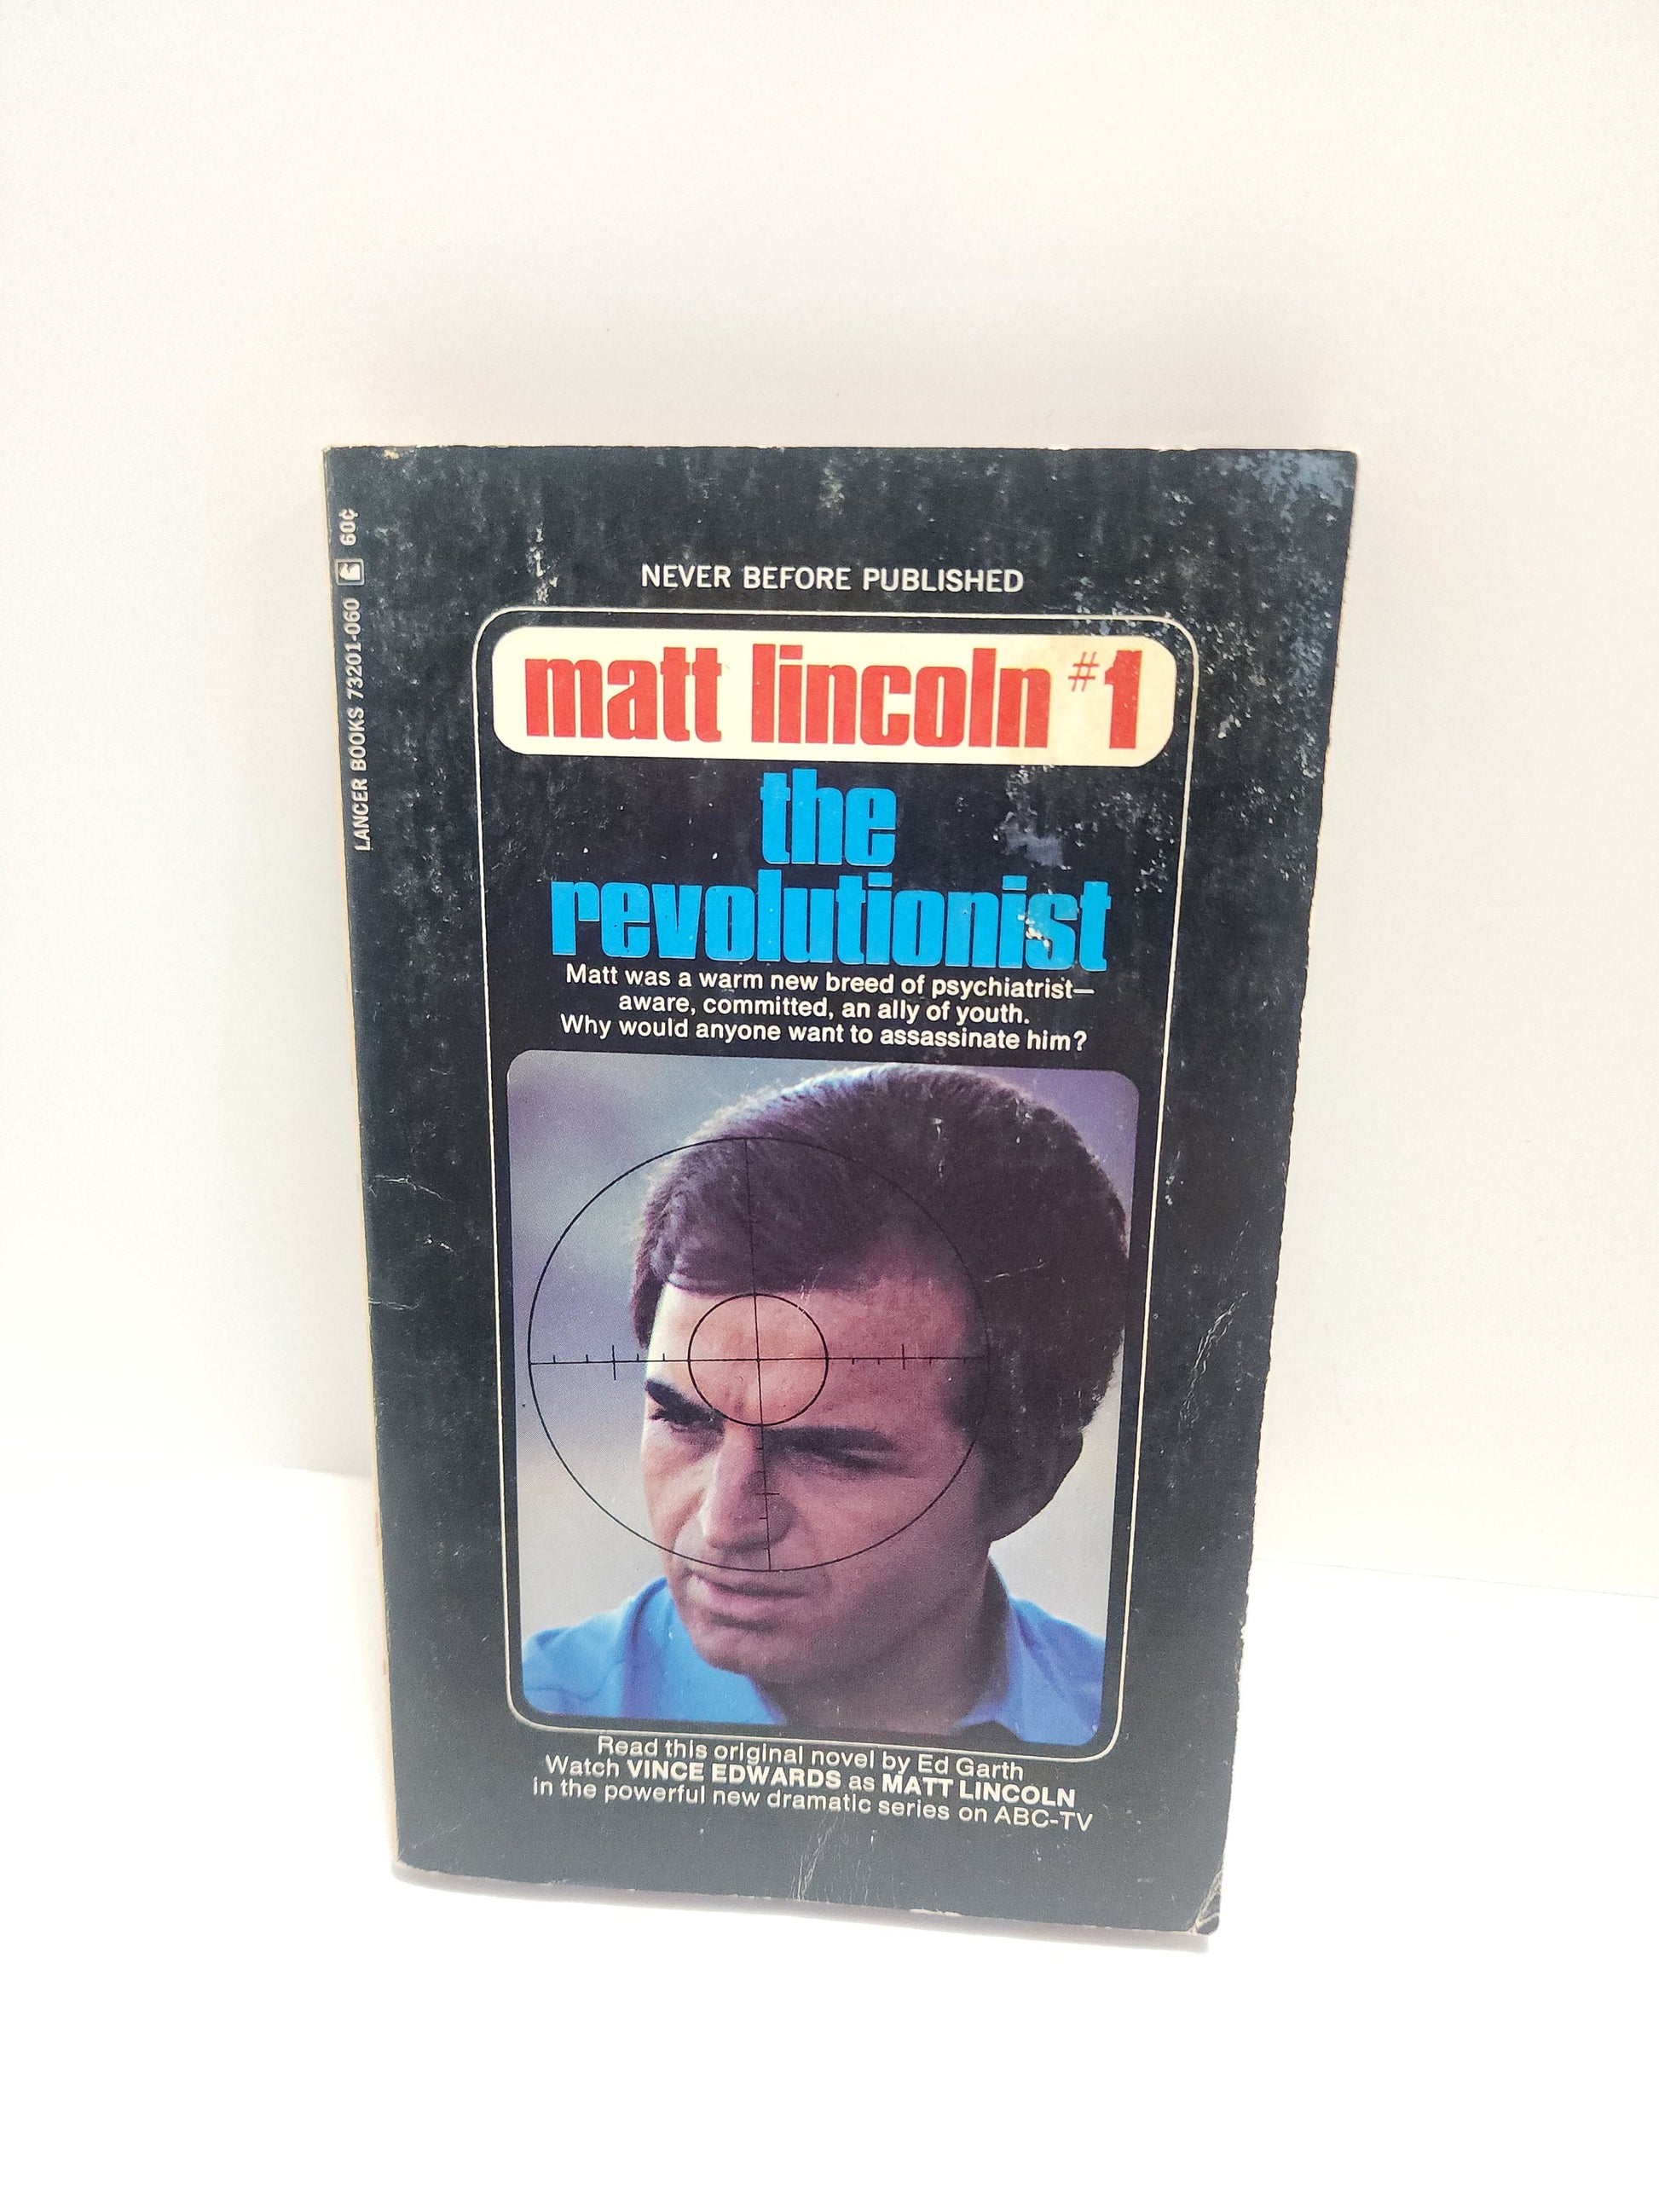 LANCER BOOKS 73201-060 60¢
NEVER BEFORE PUBLISHED
matt lincoln #1
the
revolutionist
Matt was a warm new breed of psychiatrist—
aware, committed, an ally of youth.
Why would anyone want to assassinate him?
Read this original novel by Ed Garth
Watch VINCE EDWARDS as MATT LINCOLN
in the powerful new dramatic series on ABC-TV